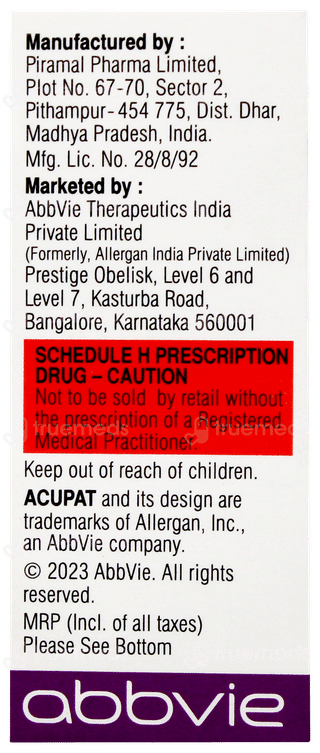 Manufactured by :
Piramal Pharma Limited,
Plot No. 67-70, Sector 2,
Pithampur- 454 775, Dist. Dhar,
Madhya Pradesh, India.
Mfg. Lic. No. 28/8/92
Marketed by :
AbbVie Therapeutics India
Private Limited
(Formerly, Allergan India Private Limited)
Prestige Obelisk, Level 6 and
Level 7, Kasturba Road,
Bangalore, Karnataka 560001
SCHEDULE H PRESCRIPTION
DRUG – CAUTION
Not to be sold by retail without
the prescription of a Registered
Medical Practitioner.
truemeds
truemeds
Keep out of reach of children.
ACUPAT and its design are
trademarks of Allergan, Inc.,
an AbbVie company.
© 2023 AbbVie. All rights
reserved.
MRP (Incl. of all taxes)
Please See Bottom
truemeds
abbvie